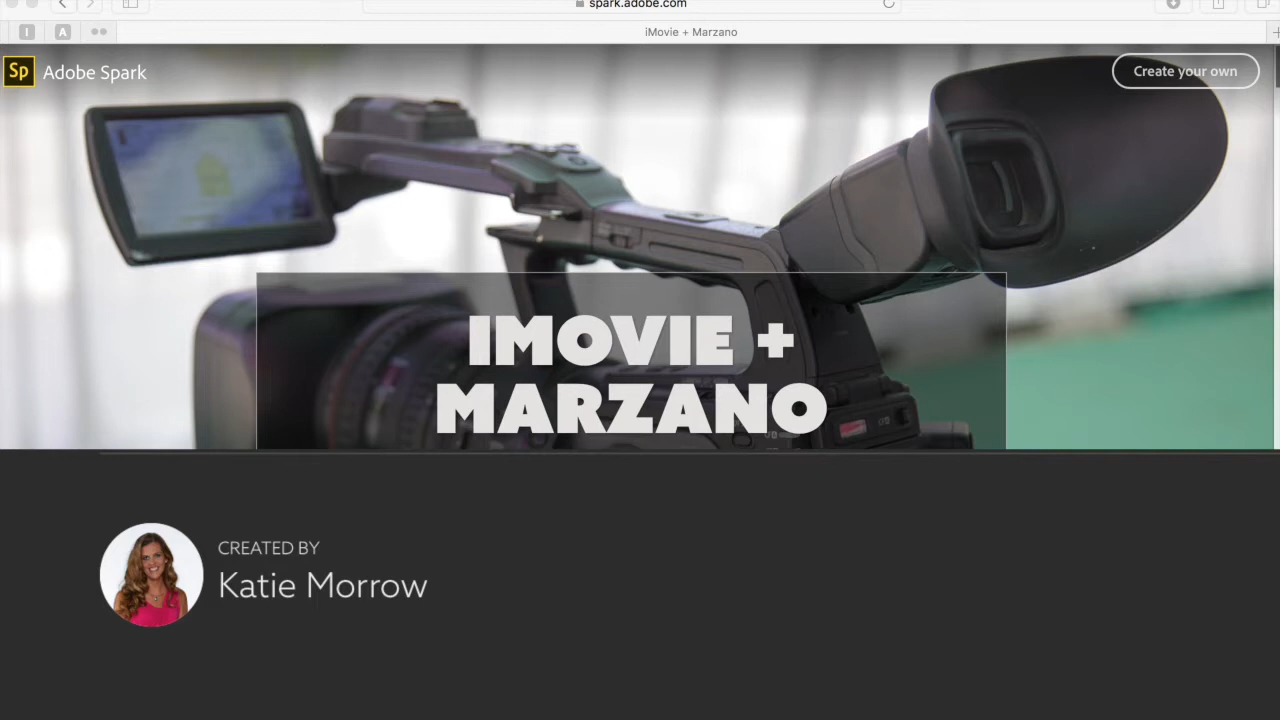 spark.adobe.com
I
A
iMovie + Marzano
Sp
Adobe Spark
Create your own
IMOVIE +
MARZANO
CREATED BY
Katie Morrow